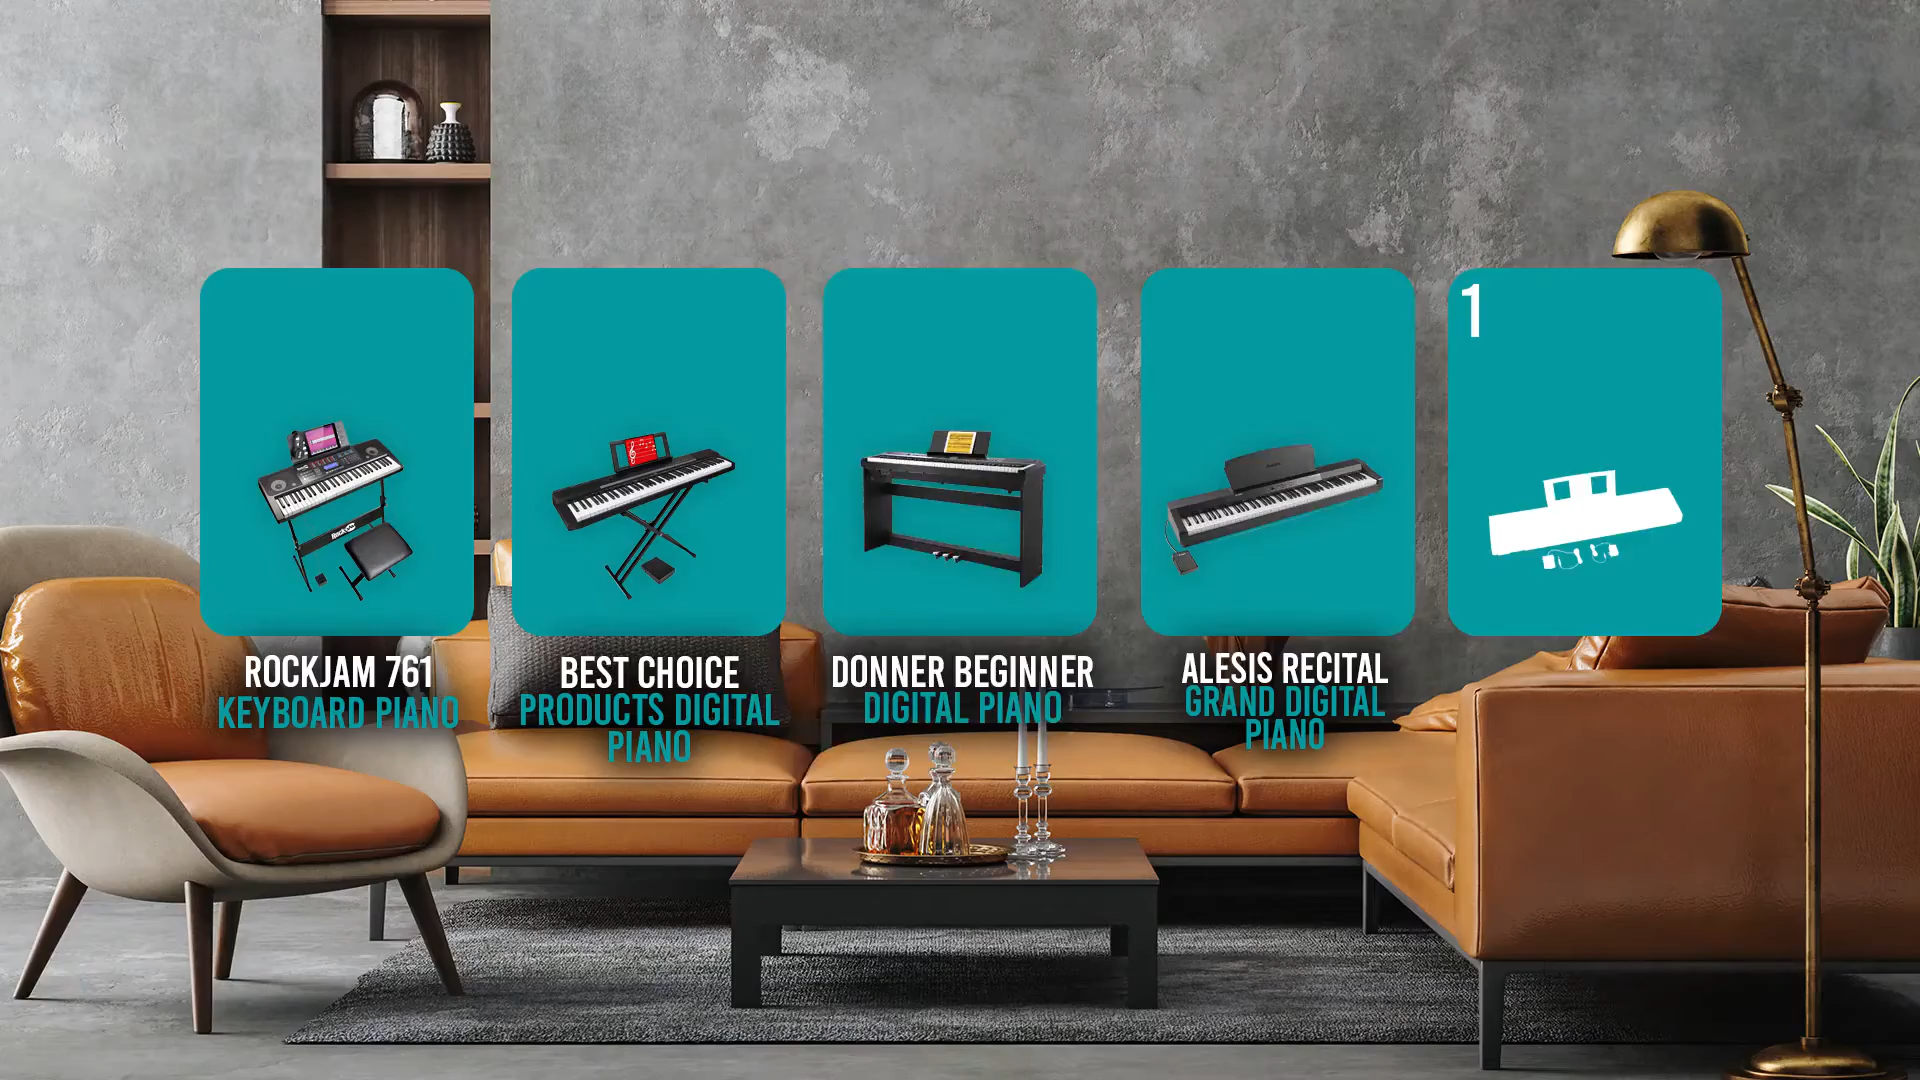 1
RockJam
ROCKJAM 761
KEYBOARD PIANO
BEST CHOICE
PRODUCTS DIGITAL
PIANO
DONNER BEGINNER
DIGITAL PIANO
ALESIS RECITAL
GRAND DIGITAL
PIANO